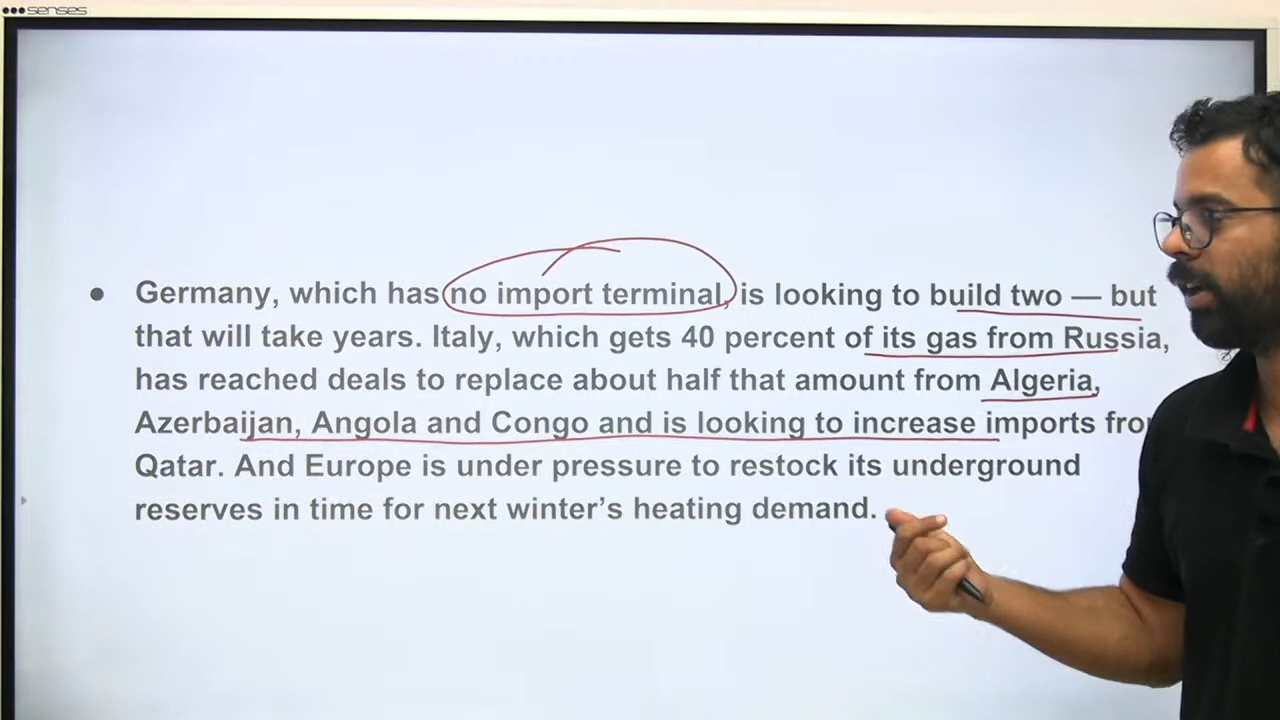 senses
Germany, which has no import terminal, is looking to build two — but
that will take years. Italy, which gets 40 percent of its gas from Russia,
has reached deals to replace about half that amount from Algeria,
Azerbaijan, Angola and Congo and is looking to increase imports from
Qatar. And Europe is under pressure to restock its underground
reserves in time for next winter’s heating demand.